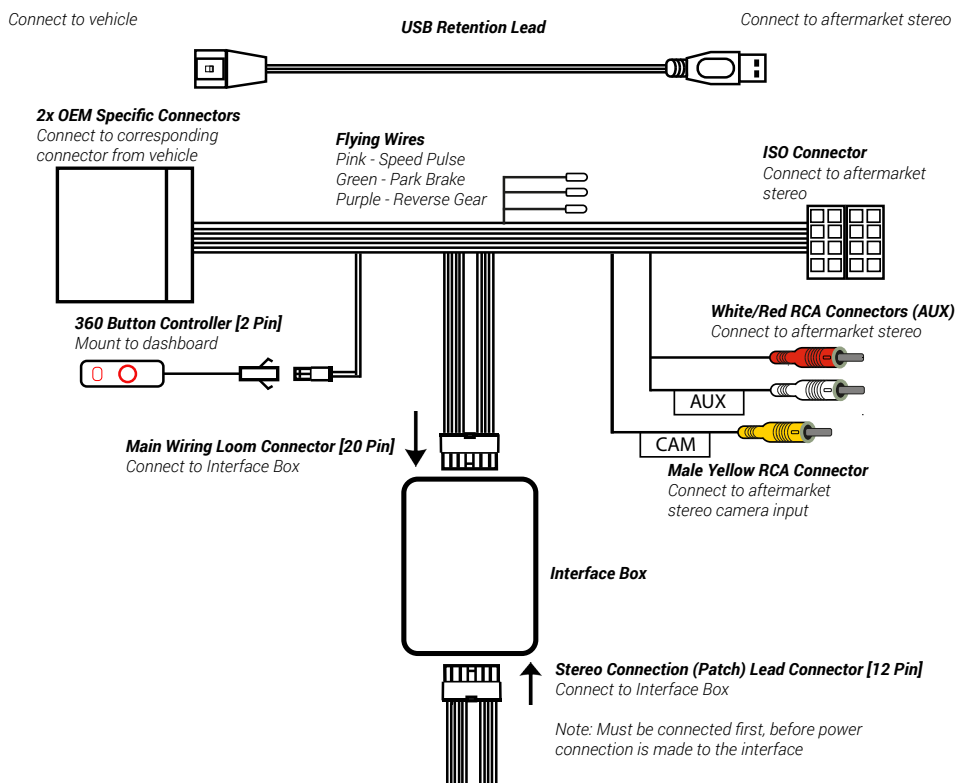 Connect to vehicle
USB Retention Lead
Connect to aftermarket stereo
2x OEM Specific Connectors
Connect to corresponding
connector from vehicle
Flying Wires
Pink - Speed Pulse
Green - Park Brake
Purple - Reverse Gear
ISO Connector
Connect to aftermarket
stereo
360 Button Controller [2 Pin]
Mount to dashboard
White/Red RCA Connectors (AUX)
Connect to aftermarket stereo
AUX
CAM
Male Yellow RCA Connector
Connect to aftermarket
stereo camera input
Main Wiring Loom Connector [20 Pin]
Connect to Interface Box
Interface Box
Stereo Connection (Patch) Lead Connector [12 Pin]
Connect to Interface Box
Note: Must be connected first, before power
connection is made to the interface